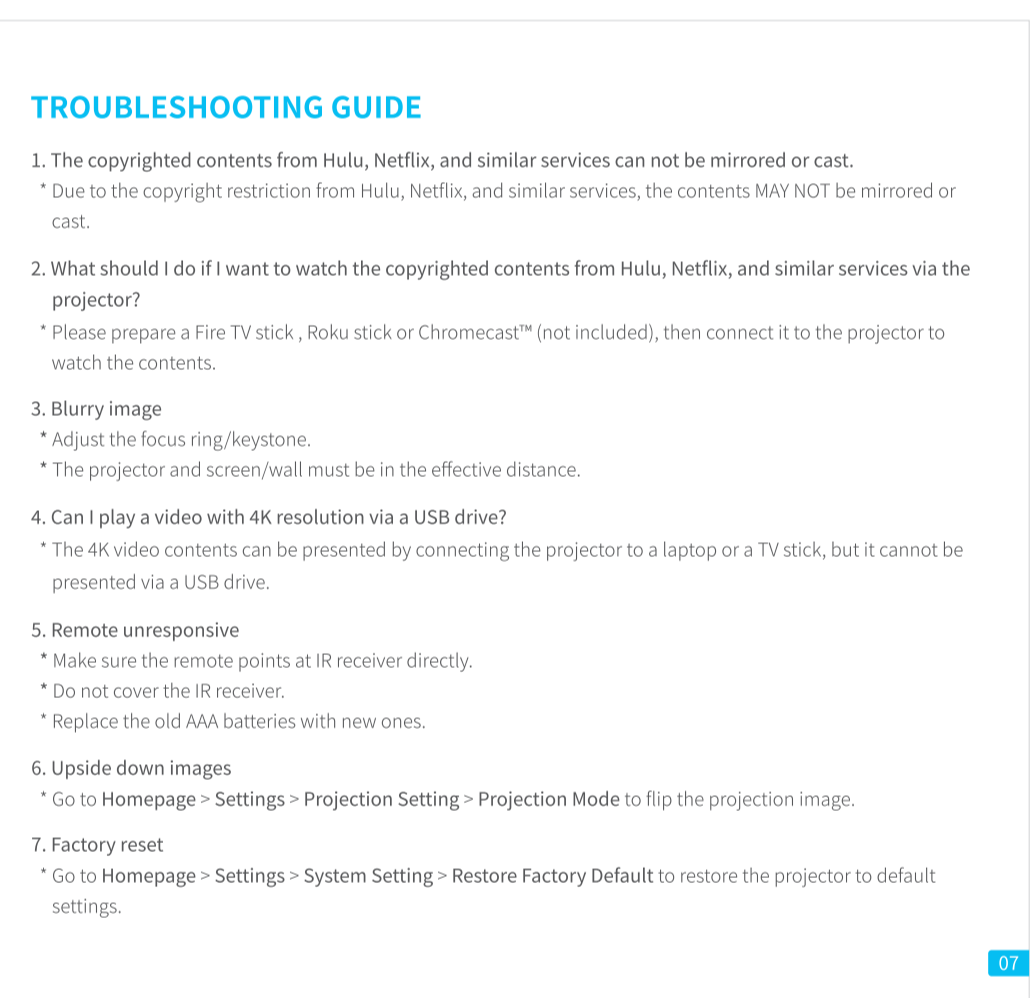 TROUBLESHOOTING GUIDE
1. The copyrighted contents from Hulu, Netflix, and similar services can not be mirrored or cast.
* Due to the copyright restriction from Hulu, Netflix, and similar services, the contents MAY NOT be mirrored or
cast.
2. What should I do if I want to watch the copyrighted contents from Hulu, Netflix, and similar services via the
projector?
* Please prepare a Fire TV stick , Roku stick or Chromecast™ (not included), then connect it to the projector to
watch the contents.
3. Blurry image
* Adjust the focus ring/keystone.
* The projector and screen/wall must be in the effective distance.
4. Can I play a video with 4K resolution via a USB drive?
* The 4K video contents can be presented by connecting the projector to a laptop or a TV stick, but it cannot be
presented via a USB drive.
5. Remote unresponsive
* Make sure the remote points at IR receiver directly.
* Do not cover the IR receiver.
* Replace the old AAA batteries with new ones.
6. Upside down images
* Go to Homepage > Settings > Projection Setting > Projection Mode to flip the projection image.
7. Factory reset
* Go to Homepage > Settings > System Setting > Restore Factory Default to restore the projector to default
settings.
07